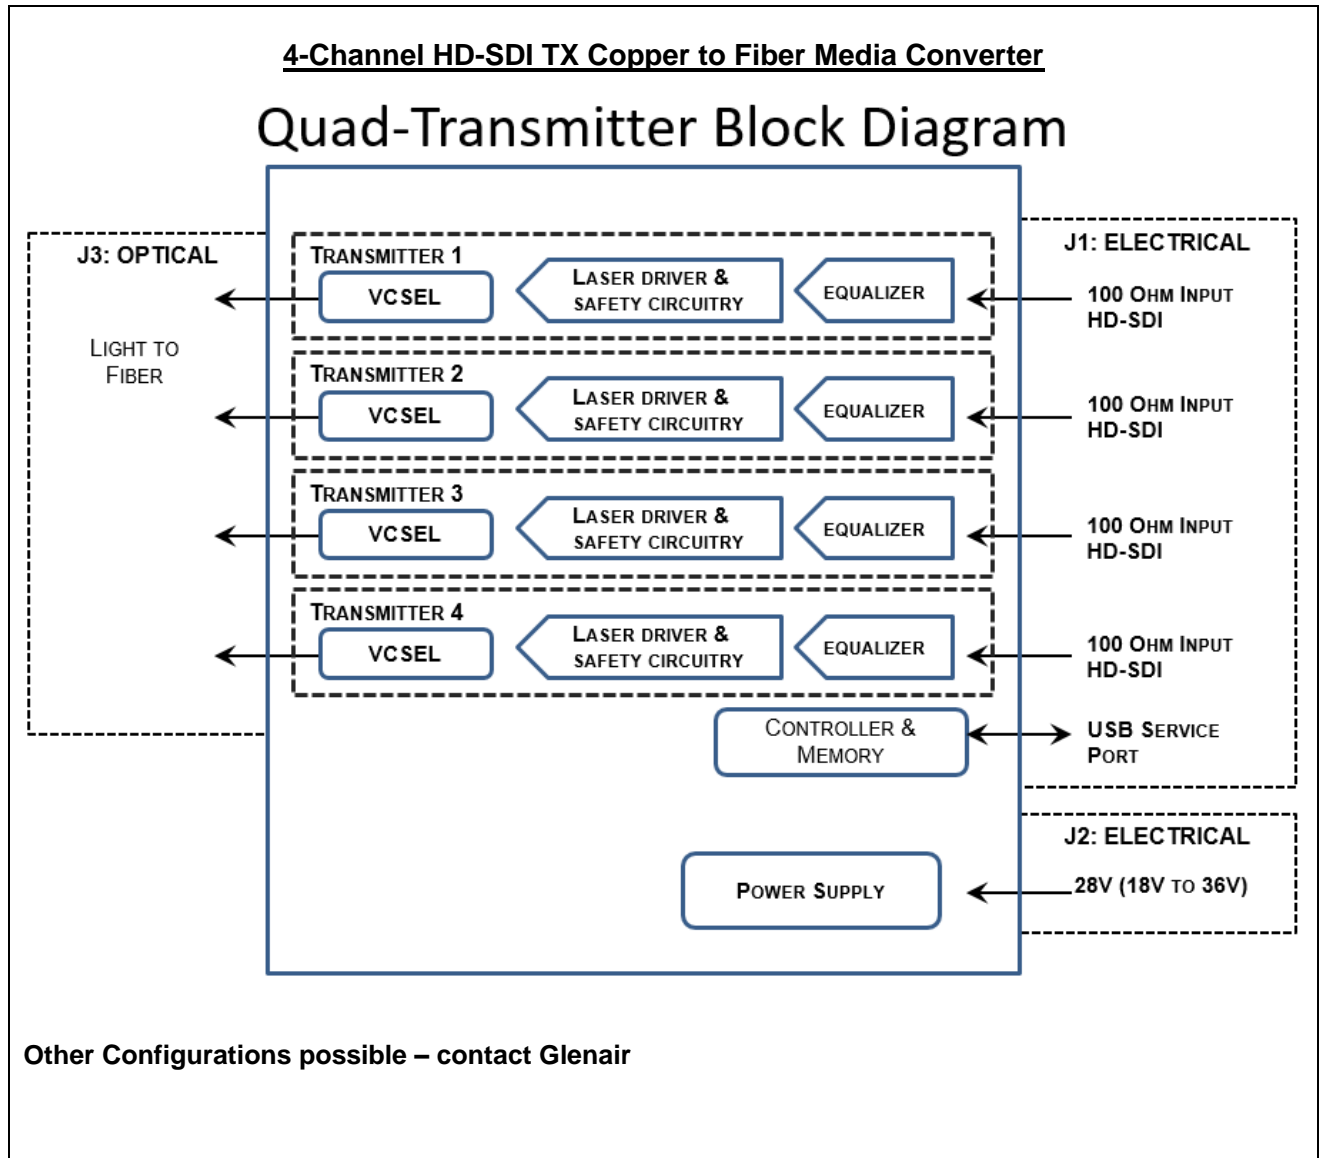 4-Channel HD-SDI TX Copper to Fiber Media Converter
Quad-Transmitter Block Diagram
J3: OPTICAL
LIGHT TO
FIBER
TRANSMITTER 1
VCSEL
LASER DRIVER &
SAFETY CIRCUITRY
EQUALIZER
TRANSMITTER 2
VCSEL
LASER DRIVER &
SAFETY CIRCUITRY
EQUALIZER
TRANSMITTER 3
VCSEL
LASER DRIVER &
SAFETY CIRCUITRY
EQUALIZER
TRANSMITTER 4
VCSEL
LASER DRIVER &
SAFETY CIRCUITRY
EQUALIZER
CONTROLLER &
MEMORY
POWER SUPPLY
J1: ELECTRICAL
100 OHM INPUT
HD-SDI
100 OHM INPUT
HD-SDI
100 OHM INPUT
HD-SDI
100 OHM INPUT
HD-SDI
USB SERVICE
PORT
J2: ELECTRICAL
28V (18V TO 36V)
Other Configurations possible – contact Glenair